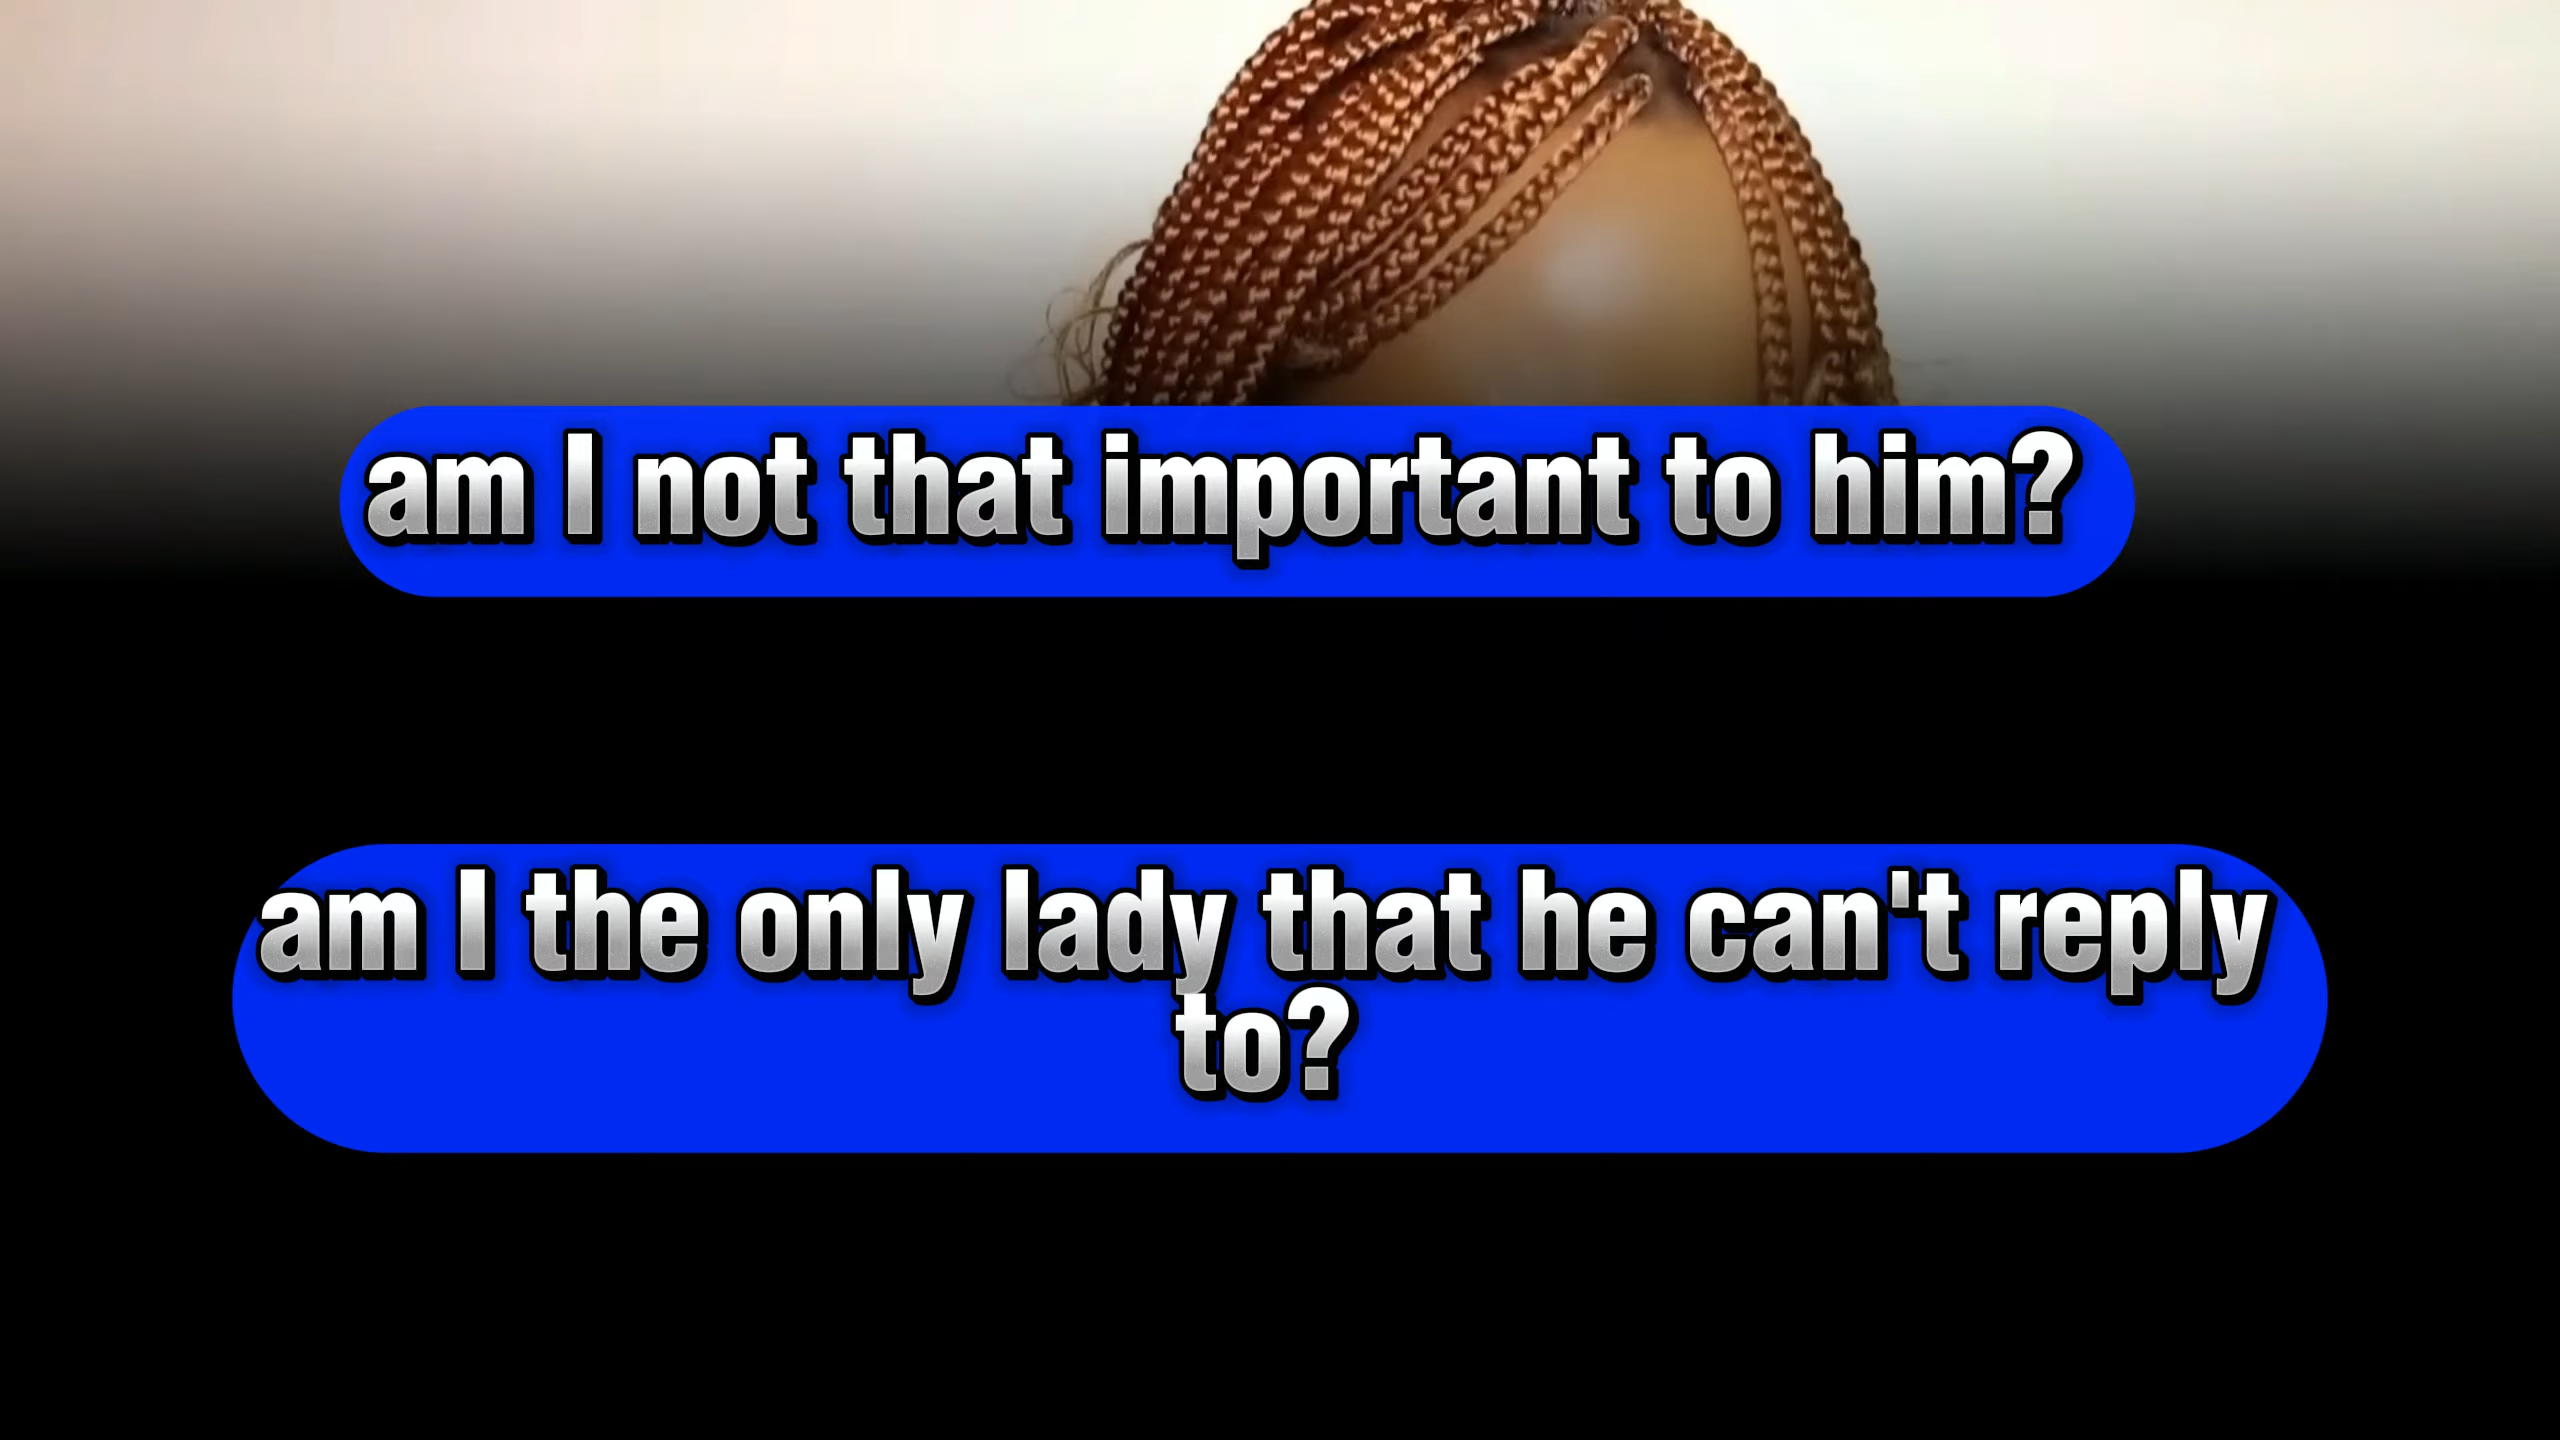 am I not that important to him?
am I the only lady that he can't reply
to?